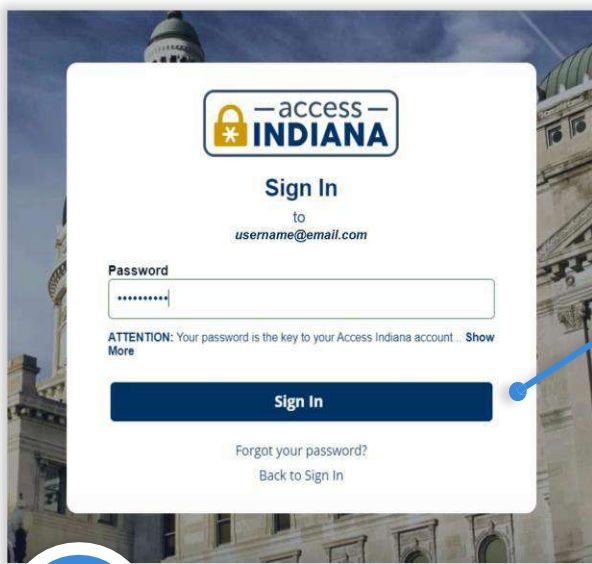 access
INDIANA
Sign In
to
username@email.com
Password
ATTENTION: Your password is the key to your Access Indiana account... Show
More
Sign In
Forgot your password?
Back to Sign In